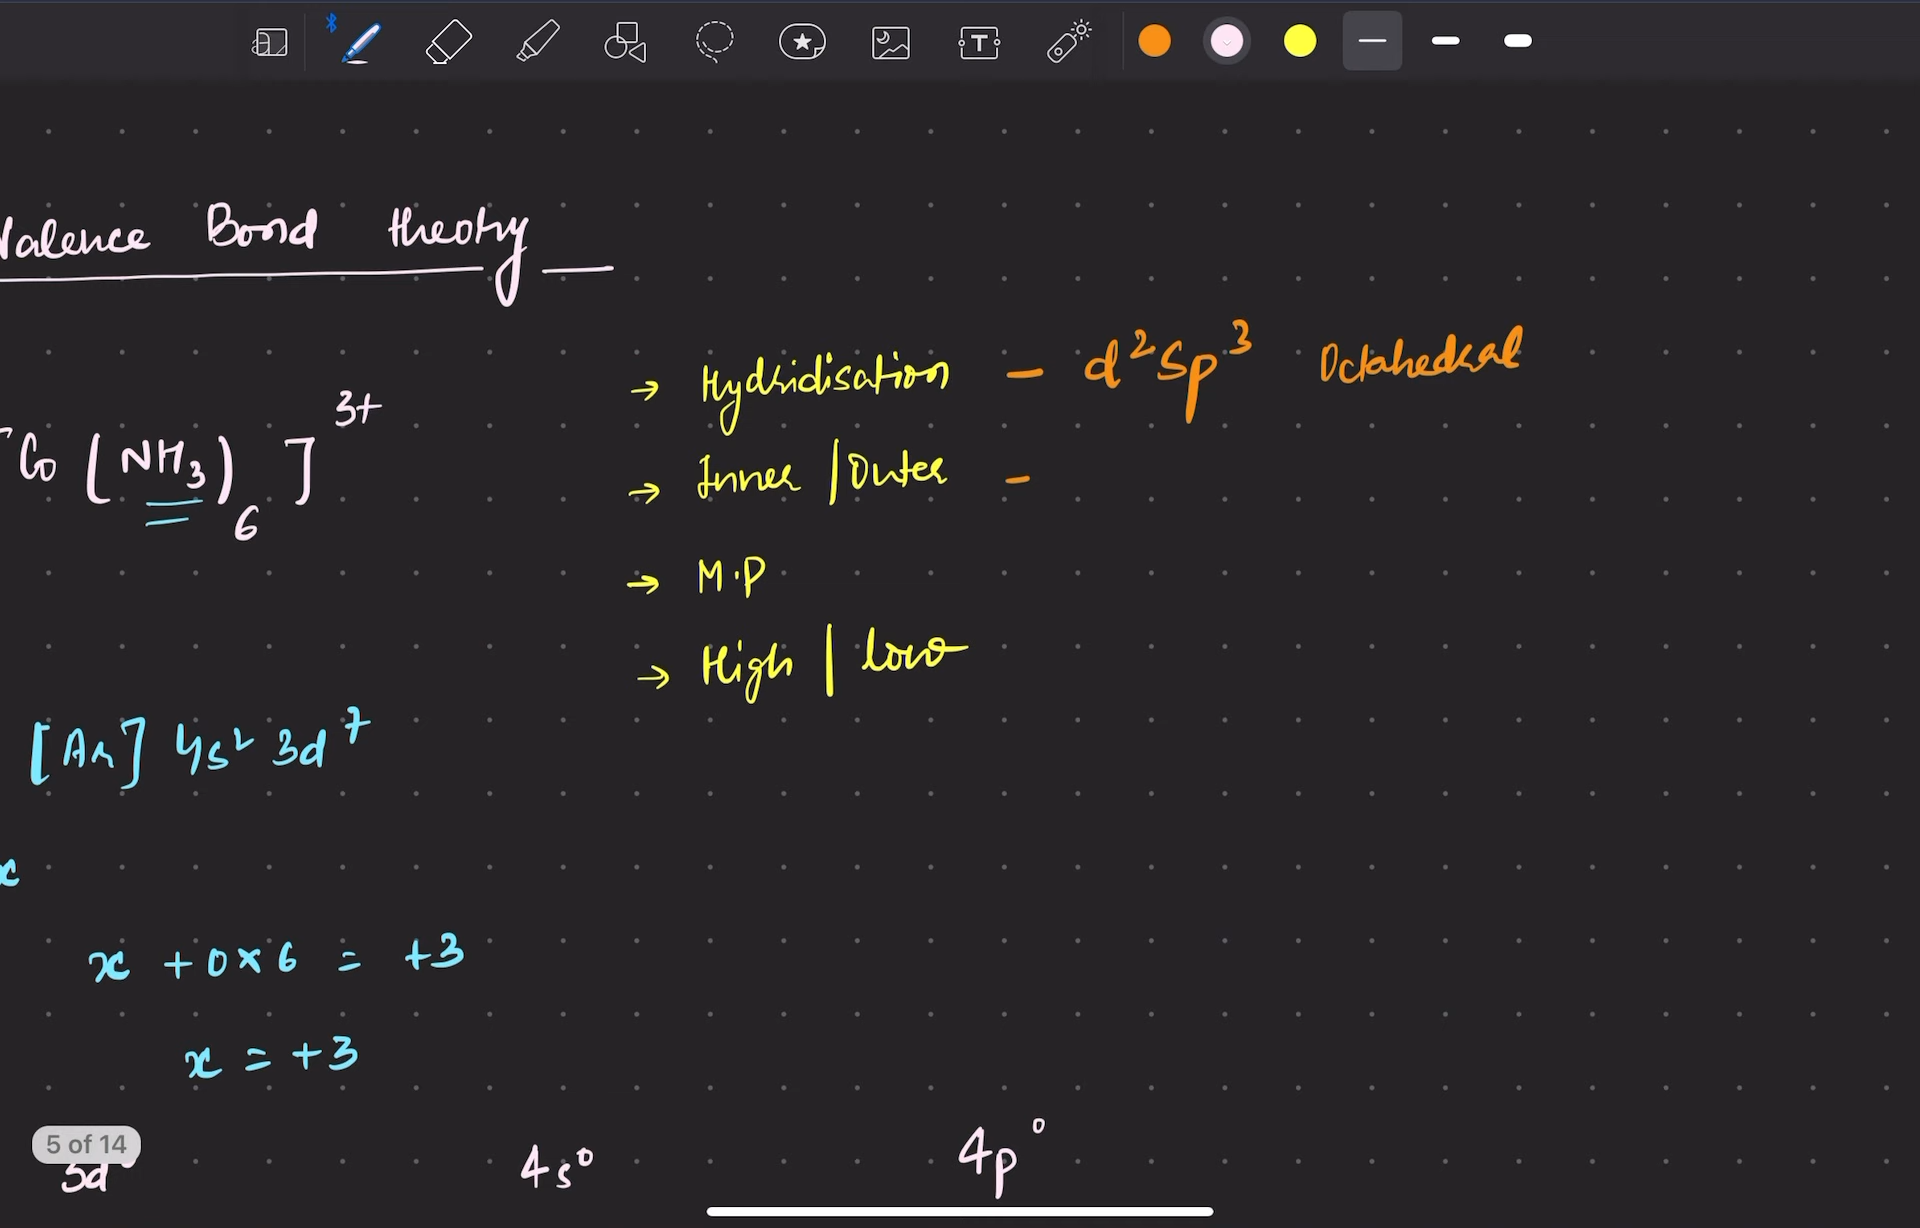 Valence Bond theory
→ Hydridisation – d²sp³ Octahedral
[Co(NH₃)₆]³⁺
→ Inner / Outer –
→ M.P
→ High | low
[Ar] 4s² 3d⁷
x
x + 0 × 6 = +3
x = +3
5 of 14
3d 4s⁰ 4p⁰